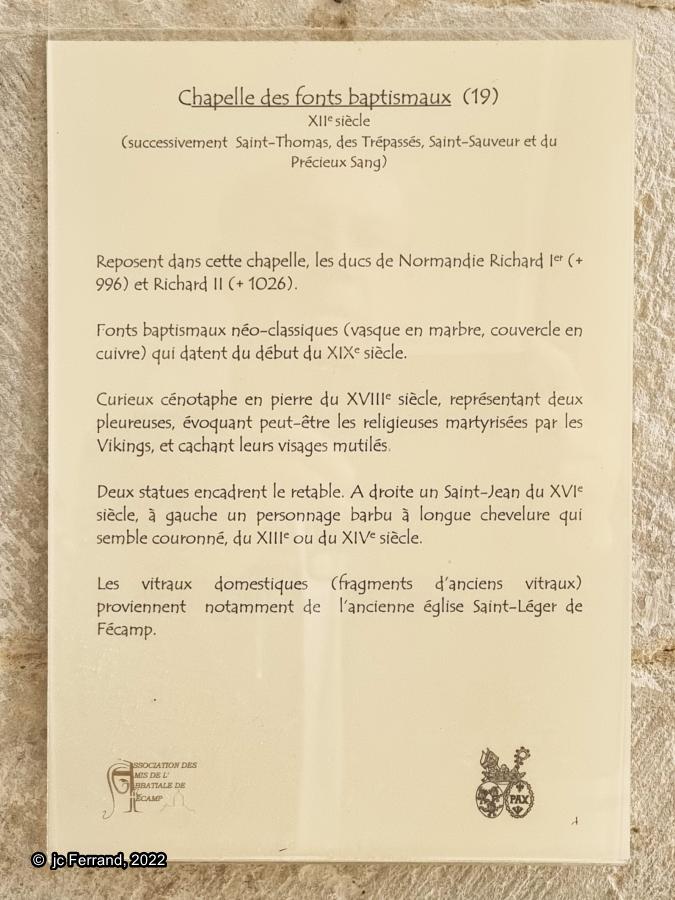 Chapelle des fonts baptismaux (19)
XIIe siècle
(successivement Saint-Thomas, des Trépassés, Saint-Sauveur et du
Précieux Sang)
Reposent dans cette chapelle, les ducs de Normandie Richard Ier (+
996) et Richard II (+ 1026).
Fonts baptismaux néo-classiques (vasque en marbre, couvercle en
cuivre) qui datent du début du XIXe siècle.
Curieux cénotaphe en pierre du XVIIIe siècle, représentant deux
pleureuses, évoquant peut-être les religieuses martyrisées par les
Vikings, et cachant leurs visages mutilés.
Deux statues encadrent le retable. A droite un Saint-Jean du XVIe
siècle, à gauche un personnage barbu à longue chevelure qui
semble couronné, du XIIIe ou du XIVe siècle.
Les vitraux domestiques (fragments d'anciens vitraux)
proviennent notamment de l'ancienne église Saint-Léger de
Fécamp.
ASSOCIATION DES
AMIS DE L'
ABBATIALE DE
FÉCAMP
PAX
© jc Ferrand, 2022